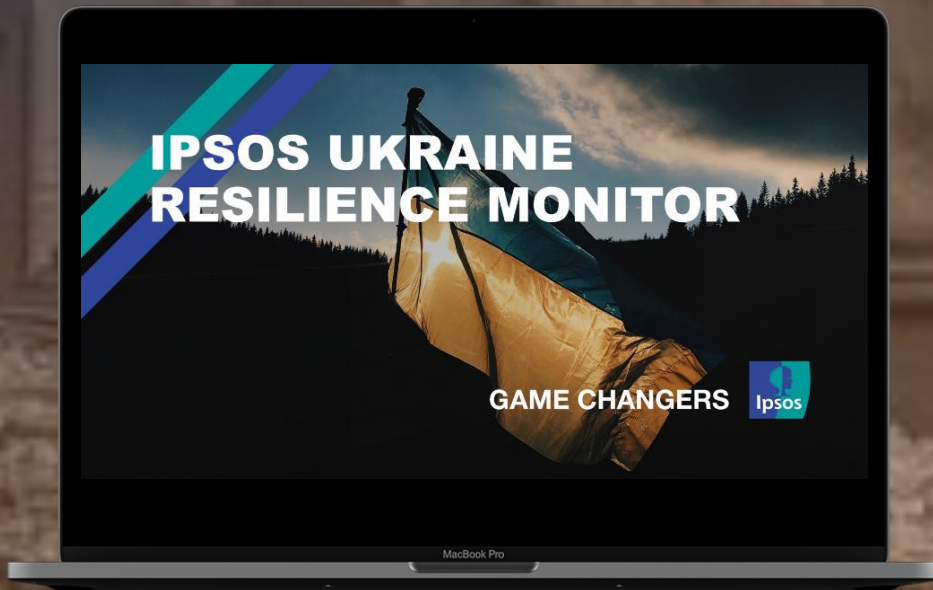 IPSOS UKRAINE
RESILIENCE MONITOR
GAME CHANGERS
Ipsos
MacBook Pro